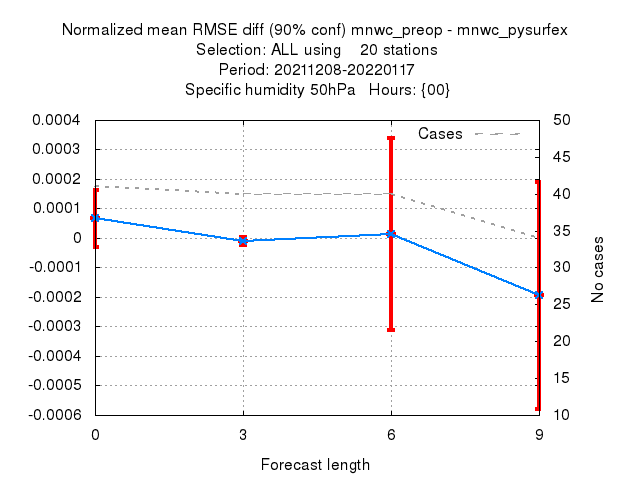 Normalized mean RMSE diff (90% conf) mnwc_preop - mnwc_pysurfex
Selection: ALL using    20 stations
Period: 20211208-20220117
Specific humidity 50hPa   Hours: {00}
Cases
0.0004
0.0003
0.0002
0.0001
0
-0.0001
-0.0002
-0.0003
-0.0004
-0.0005
-0.0006
50
45
40
35
30
25
20
15
10
No cases
0 3 6 9
Forecast length